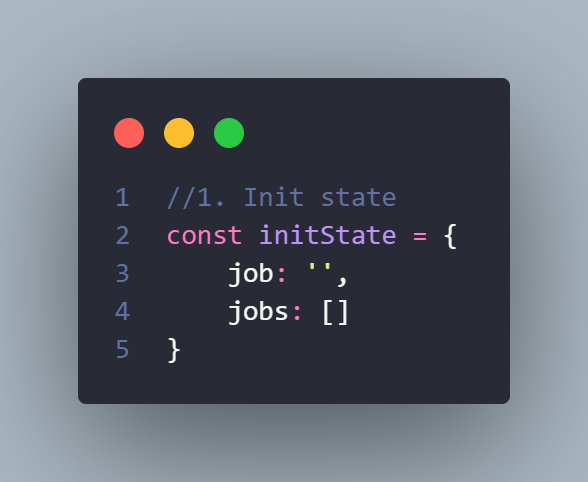 1 //1. Init state
2 const initState = {
3     job: '',
4     jobs: []
5 }